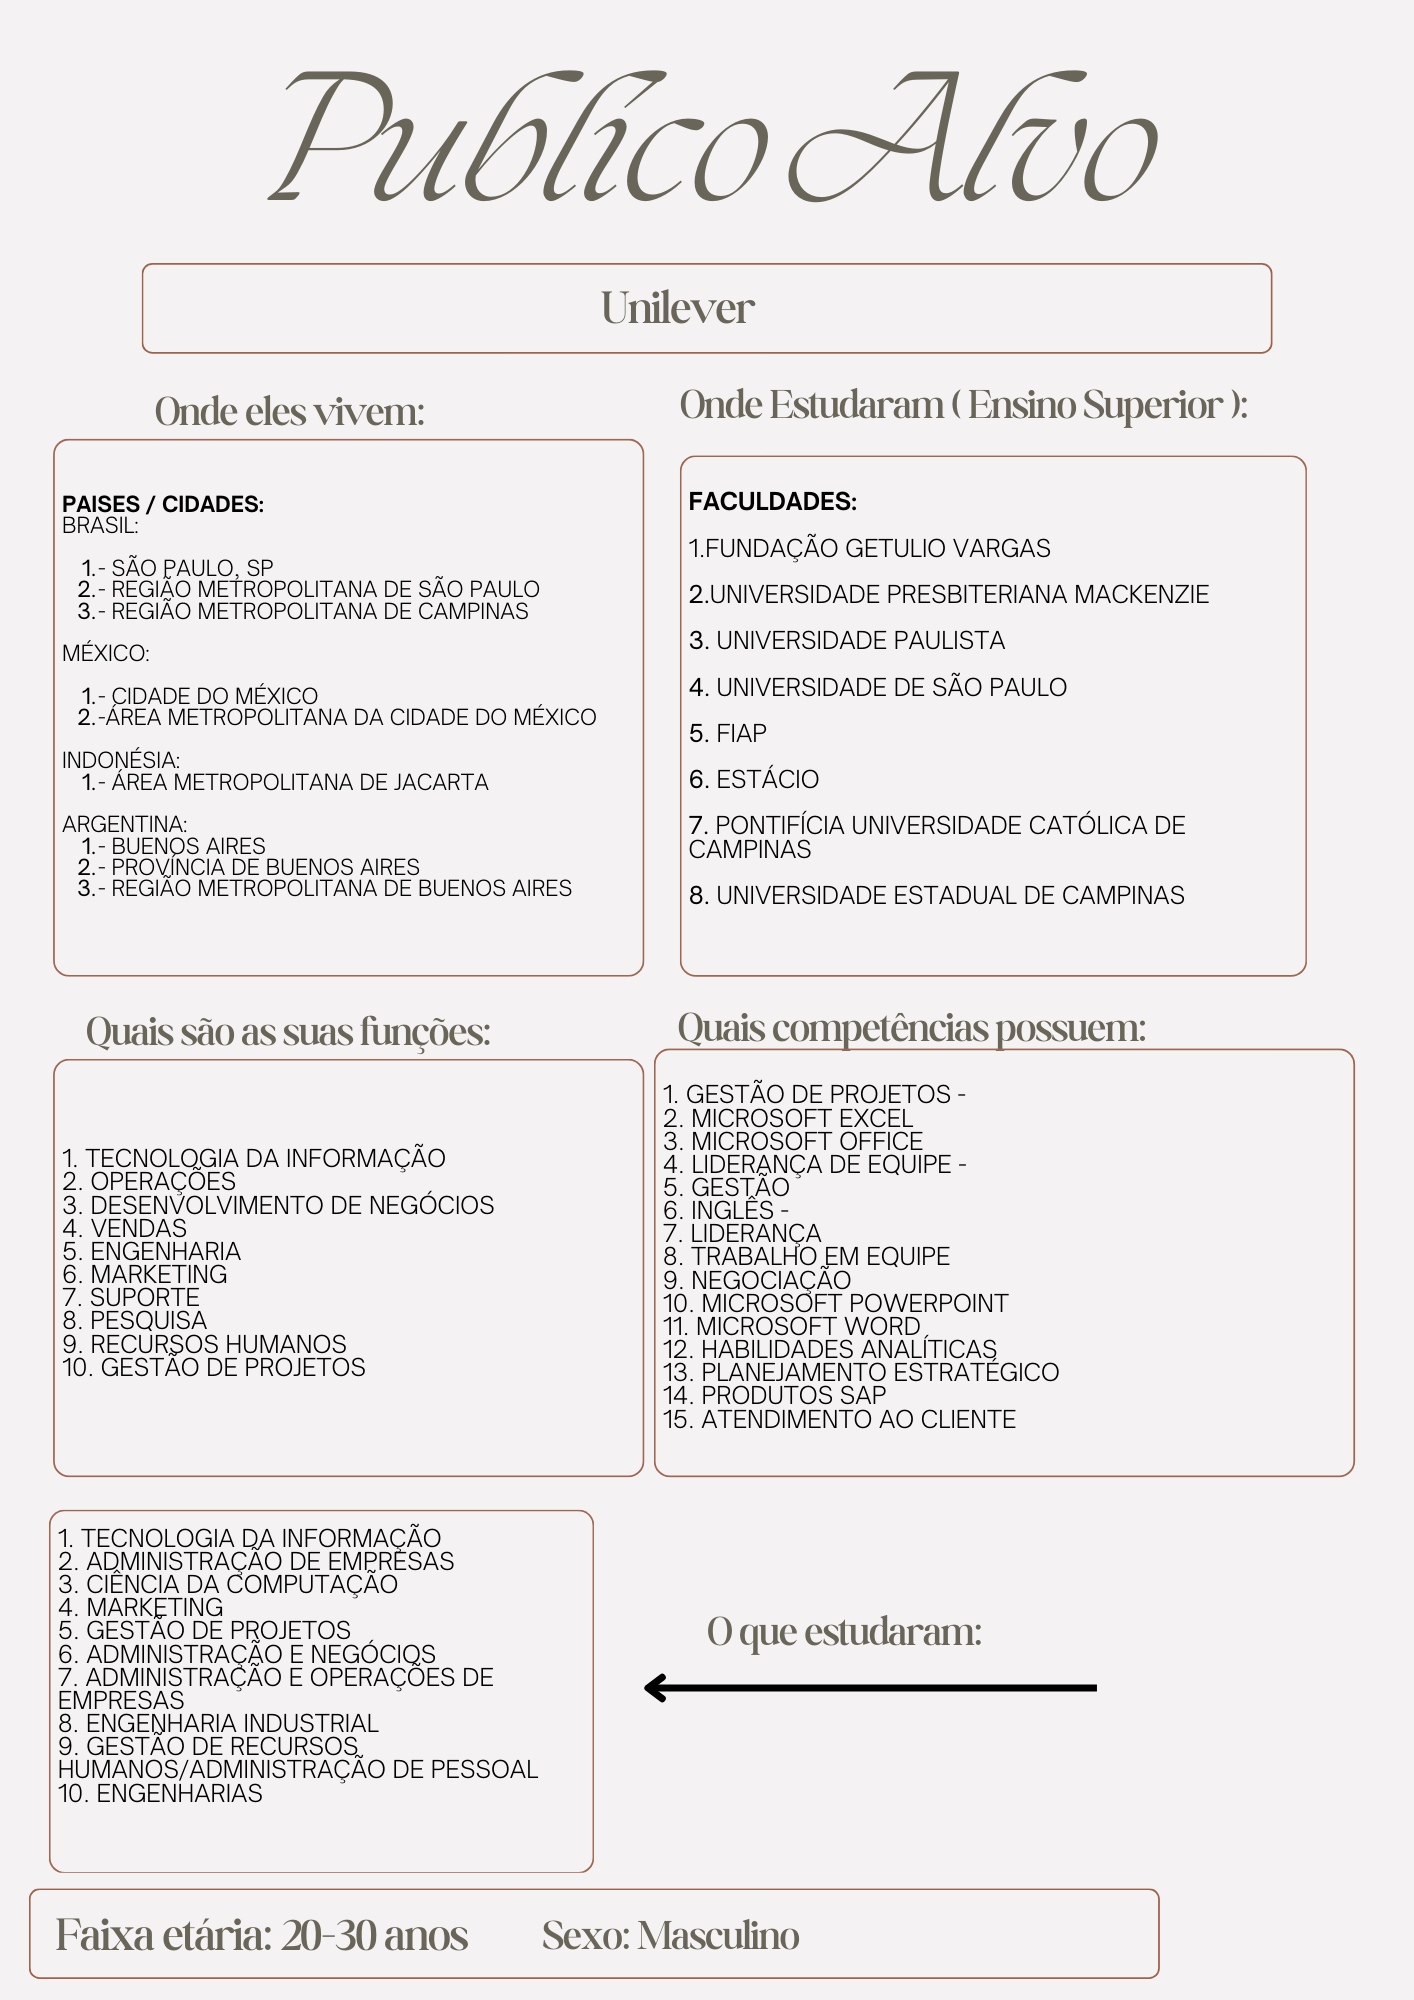 Publico Alvo
Unilever
Onde eles vivem:
PAISES / CIDADES:
BRASIL:
1.- SÃO PAULO, SP
2.- REGIÃO METROPOLITANA DE SÃO PAULO
3.- REGIÃO METROPOLITANA DE CAMPINAS
MÉXICO:
1.- CIDADE DO MÉXICO
2.-ÁREA METROPOLITANA DA CIDADE DO MÉXICO
INDONÉSIA:
1.- ÁREA METROPOLITANA DE JACARTA
ARGENTINA:
1.- BUENOS AIRES
2.- PROVÍNCIA DE BUENOS AIRES
3.- REGIÃO METROPOLITANA DE BUENOS AIRES
Onde Estudaram ( Ensino Superior ):
FACULDADES:
1.FUNDAÇÃO GETULIO VARGAS
2.UNIVERSIDADE PRESBITERIANA MACKENZIE
3. UNIVERSIDADE PAULISTA
4. UNIVERSIDADE DE SÃO PAULO
5. FIAP
6. ESTÁCIO
7. PONTIFÍCIA UNIVERSIDADE CATÓLICA DE
CAMPINAS
8. UNIVERSIDADE ESTADUAL DE CAMPINAS
Quais são as suas funções:
1. TECNOLOGIA DA INFORMAÇÃO
2. OPERAÇÕES
3. DESENVOLVIMENTO DE NEGÓCIOS
4. VENDAS
5. ENGENHARIA
6. MARKETING
7. SUPORTE
8. PESQUISA
9. RECURSOS HUMANOS
10. GESTÃO DE PROJETOS
Quais competências possuem:
1. GESTÃO DE PROJETOS -
2. MICROSOFT EXCEL
3. MICROSOFT OFFICE
4. LIDERANÇA DE EQUIPE -
5. GESTÃO
6. INGLÊS -
7. LIDERANÇA
8. TRABALHO EM EQUIPE
9. NEGOCIAÇÃO
10. MICROSOFT POWERPOINT
11. MICROSOFT WORD
12. HABILIDADES ANALÍTICAS
13. PLANEJAMENTO ESTRATÉGICO
14. PRODUTOS SAP
15. ATENDIMENTO AO CLIENTE
1. TECNOLOGIA DA INFORMAÇÃO
2. ADMINISTRAÇÃO DE EMPRESAS
3. CIÊNCIA DA COMPUTAÇÃO
4. MARKETING
5. GESTÃO DE PROJETOS
6. ADMINISTRAÇÃO E NEGÓCIOS
7. ADMINISTRAÇÃO E OPERAÇÕES DE
EMPRESAS
8. ENGENHARIA INDUSTRIAL
9. GESTÃO DE RECURSOS
HUMANOS/ADMINISTRAÇÃO DE PESSOAL
10. ENGENHARIAS
O que estudaram:
Faixa etária: 20-30 anos
Sexo: Masculino